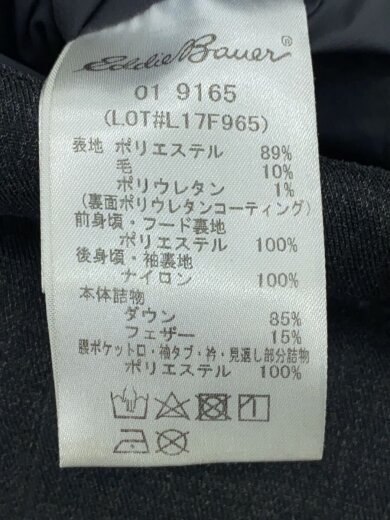 Eddie Bauer®
01 9165
(LOT#L17F965)
表地 ポリエステル 89%
毛 10%
ポリウレタン 1%
(裏面ポリウレタンコーティング)
前身頃・フード裏地
ポリエステル 100%
後身頃・袖裏地
ナイロン 100%
本体詰物
ダウン 85%
フェザー 15%
腰ポケット口・袖タブ・衿・見返し部分詰物
ポリエステル 100%